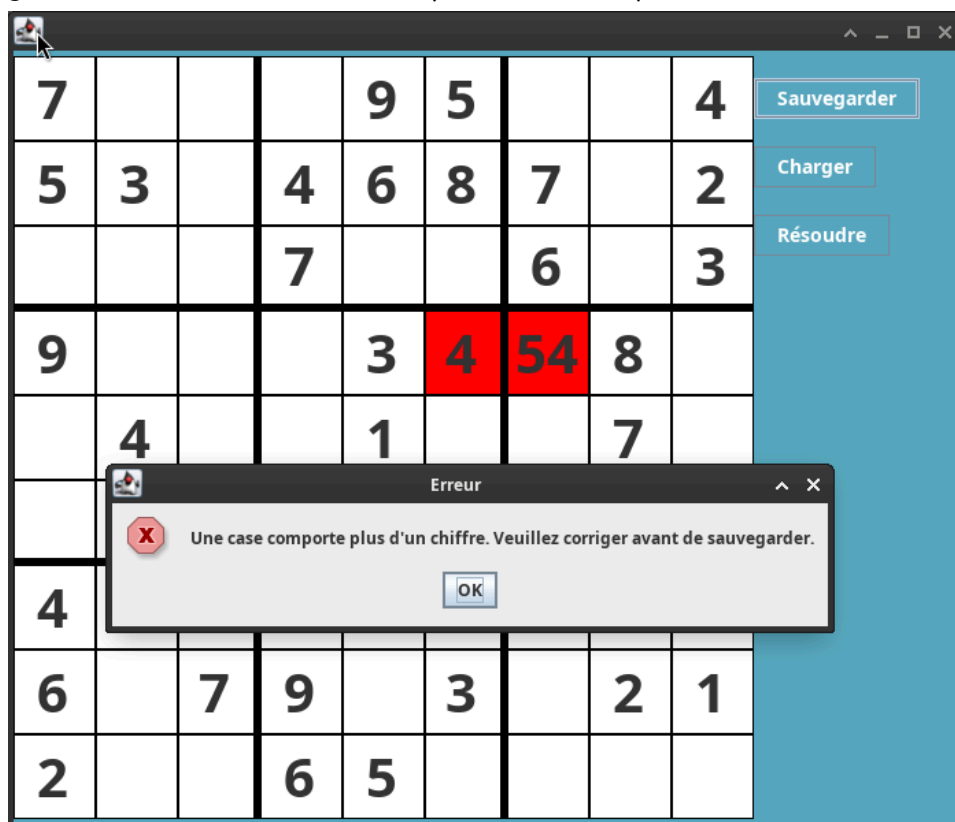 7 9 5 4
Sauvegarder
5 3 4 6 8 7 2
Charger
7 6 3
Résoudre
9 3 4 54 8
4 1 7
Erreur
Une case comporte plus d'un chiffre. Veuillez corriger avant de sauvegarder.
OK
4
6 7 9 3 2 1
2 6 5